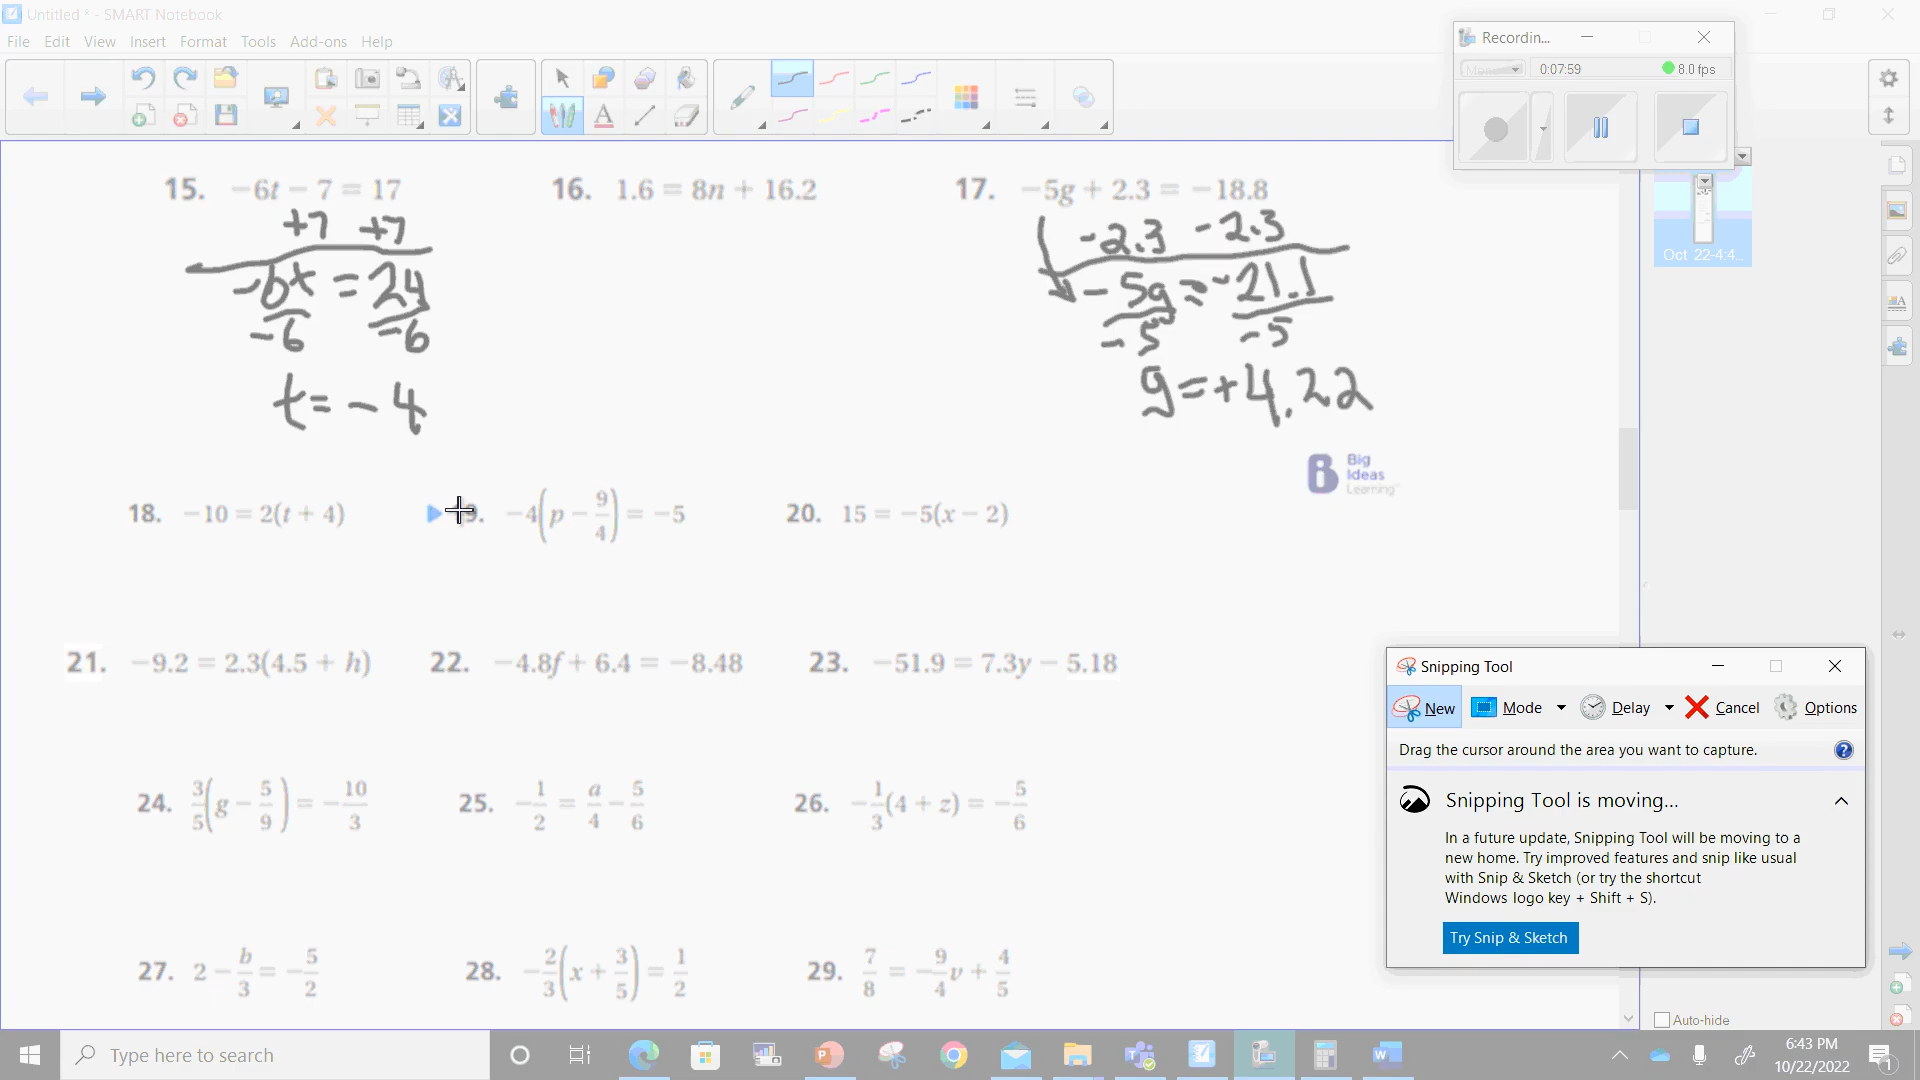 Untitled * - SMART Notebook
File Edit View Insert Format Tools Add-ons Help
Recordin...
0:07:59 8.0 fps
Oct 22-4:4...
15. −6t − 7 = 17
+7 +7
-6t = 24
-6 -6
t = -4
16. 1.6 = 8n + 16.2
17. −5g + 2.3 = −18.8
-2.3 -2.3
-5g = -21.1
-5 -5
g = +4.22
Big
Ideas
Learning
18. −10 = 2(t + 4)
9. −4(p − 9/4) = −5
20. 15 = −5(x − 2)
21. −9.2 = 2.3(4.5 + h)
22. −4.8f + 6.4 = −8.48
23. −51.9 = 7.3y − 5.18
24. 3/5(g − 5/9) = −10/3
25. −1/2 = a/4 − 5/6
26. −1/3(4 + z) = −5/6
27. 2 − b/3 = −5/2
28. −2/3(x + 3/5) = 1/2
29. 7/8 = −9/4v + 4/5
Snipping Tool
New Mode Delay Cancel Options
Drag the cursor around the area you want to capture.
Snipping Tool is moving...
In a future update, Snipping Tool will be moving to a
new home. Try improved features and snip like usual
with Snip & Sketch (or try the shortcut
Windows logo key + Shift + S).
Try Snip & Sketch
Auto-hide
Type here to search
6:43 PM
10/22/2022
1